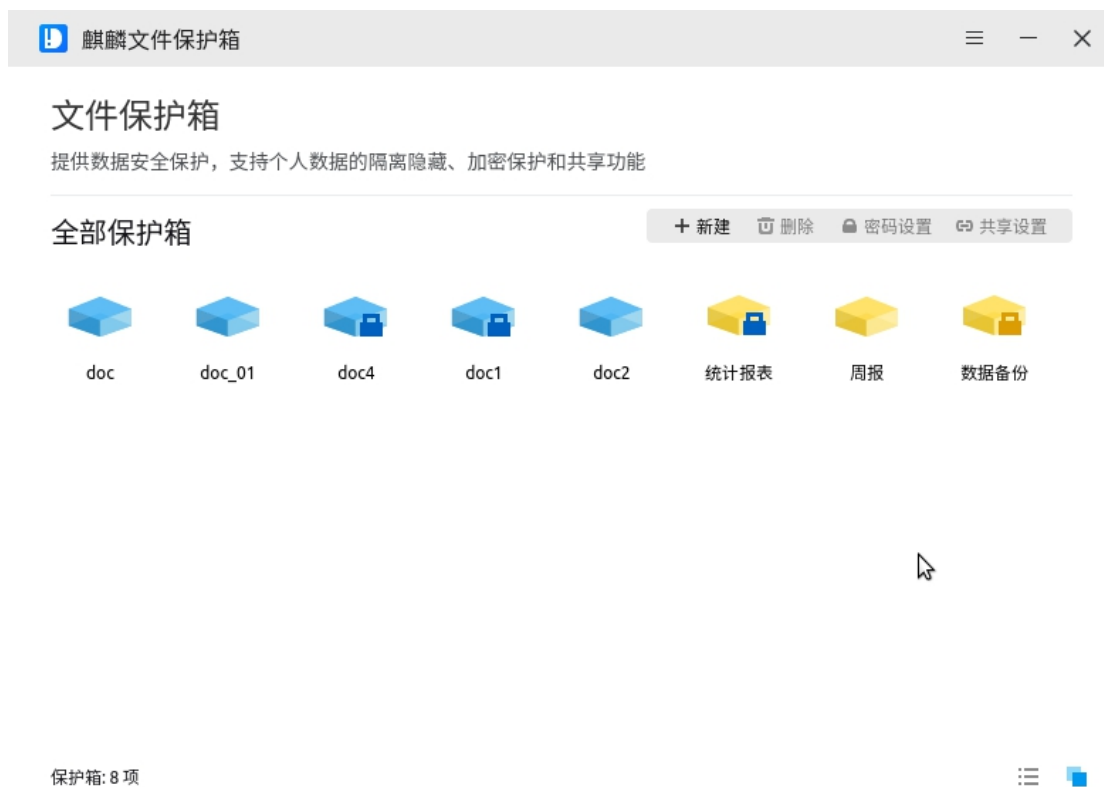 麒麟文件保护箱
文件保护箱
提供数据安全保护，支持个人数据的隔离隐藏、加密保护和共享功能
全部保护箱
新建 删除 密码设置 共享设置
doc doc_01 doc4 doc1 doc2 统计报表 周报 数据备份
保护箱: 8 项